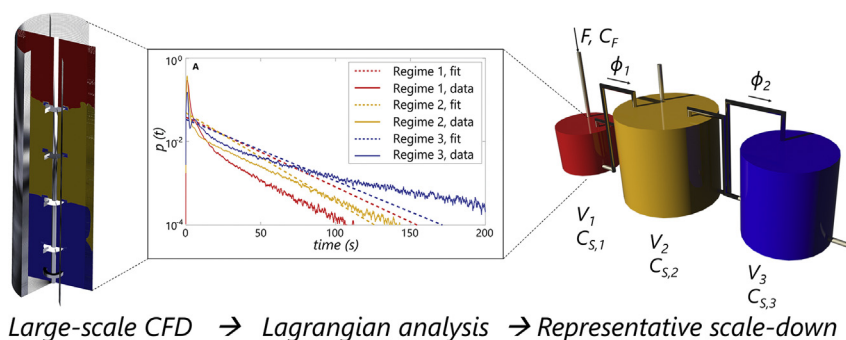 F, C_F
ϕ_1
ϕ_2
10^0
A
Regime 1, fit
Regime 1, data
Regime 2, fit
Regime 2, data
Regime 3, fit
Regime 3, data
p (t)
10^-2
10^-4
0 50 100 150 200
time (s)
V_1
C_S,1
V_2
C_S,2
V_3
C_S,3
Large-scale CFD → Lagrangian analysis → Representative scale-down